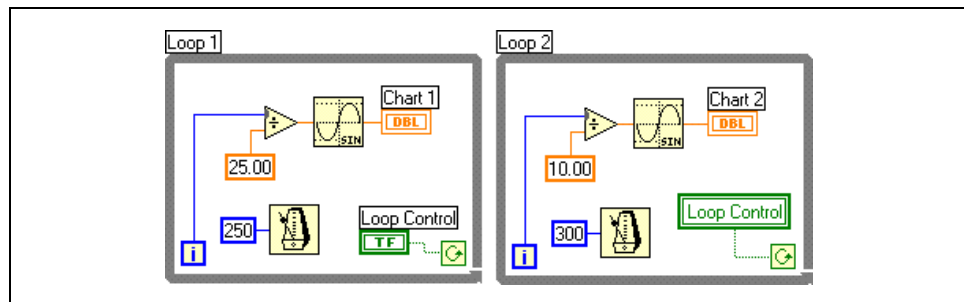 Loop 1
Chart 1
DBL
SIN
25.00
250
Loop Control
TF
i
Loop 2
Chart 2
DBL
SIN
10.00
300
Loop Control
i